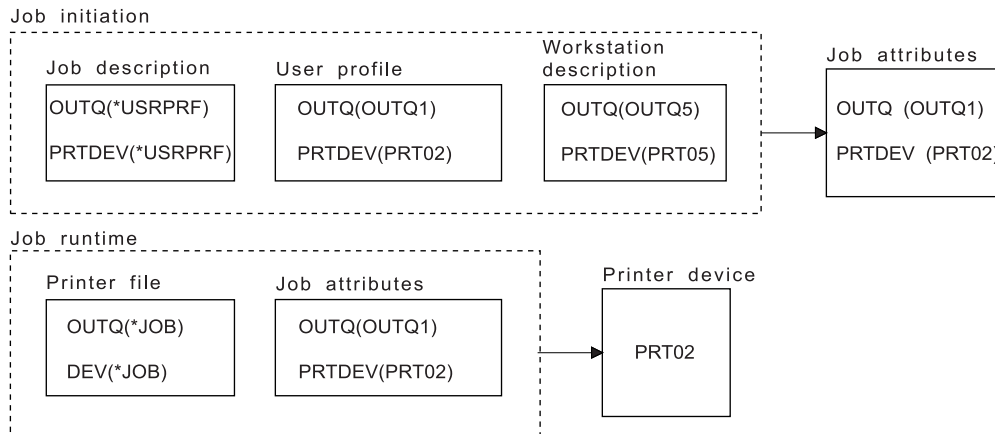 Job initiation
Job description
OUTQ(*USRPRF)
PRTDEV(*USRPRF)
User profile
OUTQ(OUTQ1)
PRTDEV(PRT02)
Workstation
description
OUTQ(OUTQ5)
PRTDEV(PRT05)
Job attributes
OUTQ (OUTQ1)
PRTDEV (PRT02)
Job runtime
Printer file
OUTQ(*JOB)
DEV(*JOB)
Job attributes
OUTQ(OUTQ1)
PRTDEV(PRT02)
Printer device
PRT02